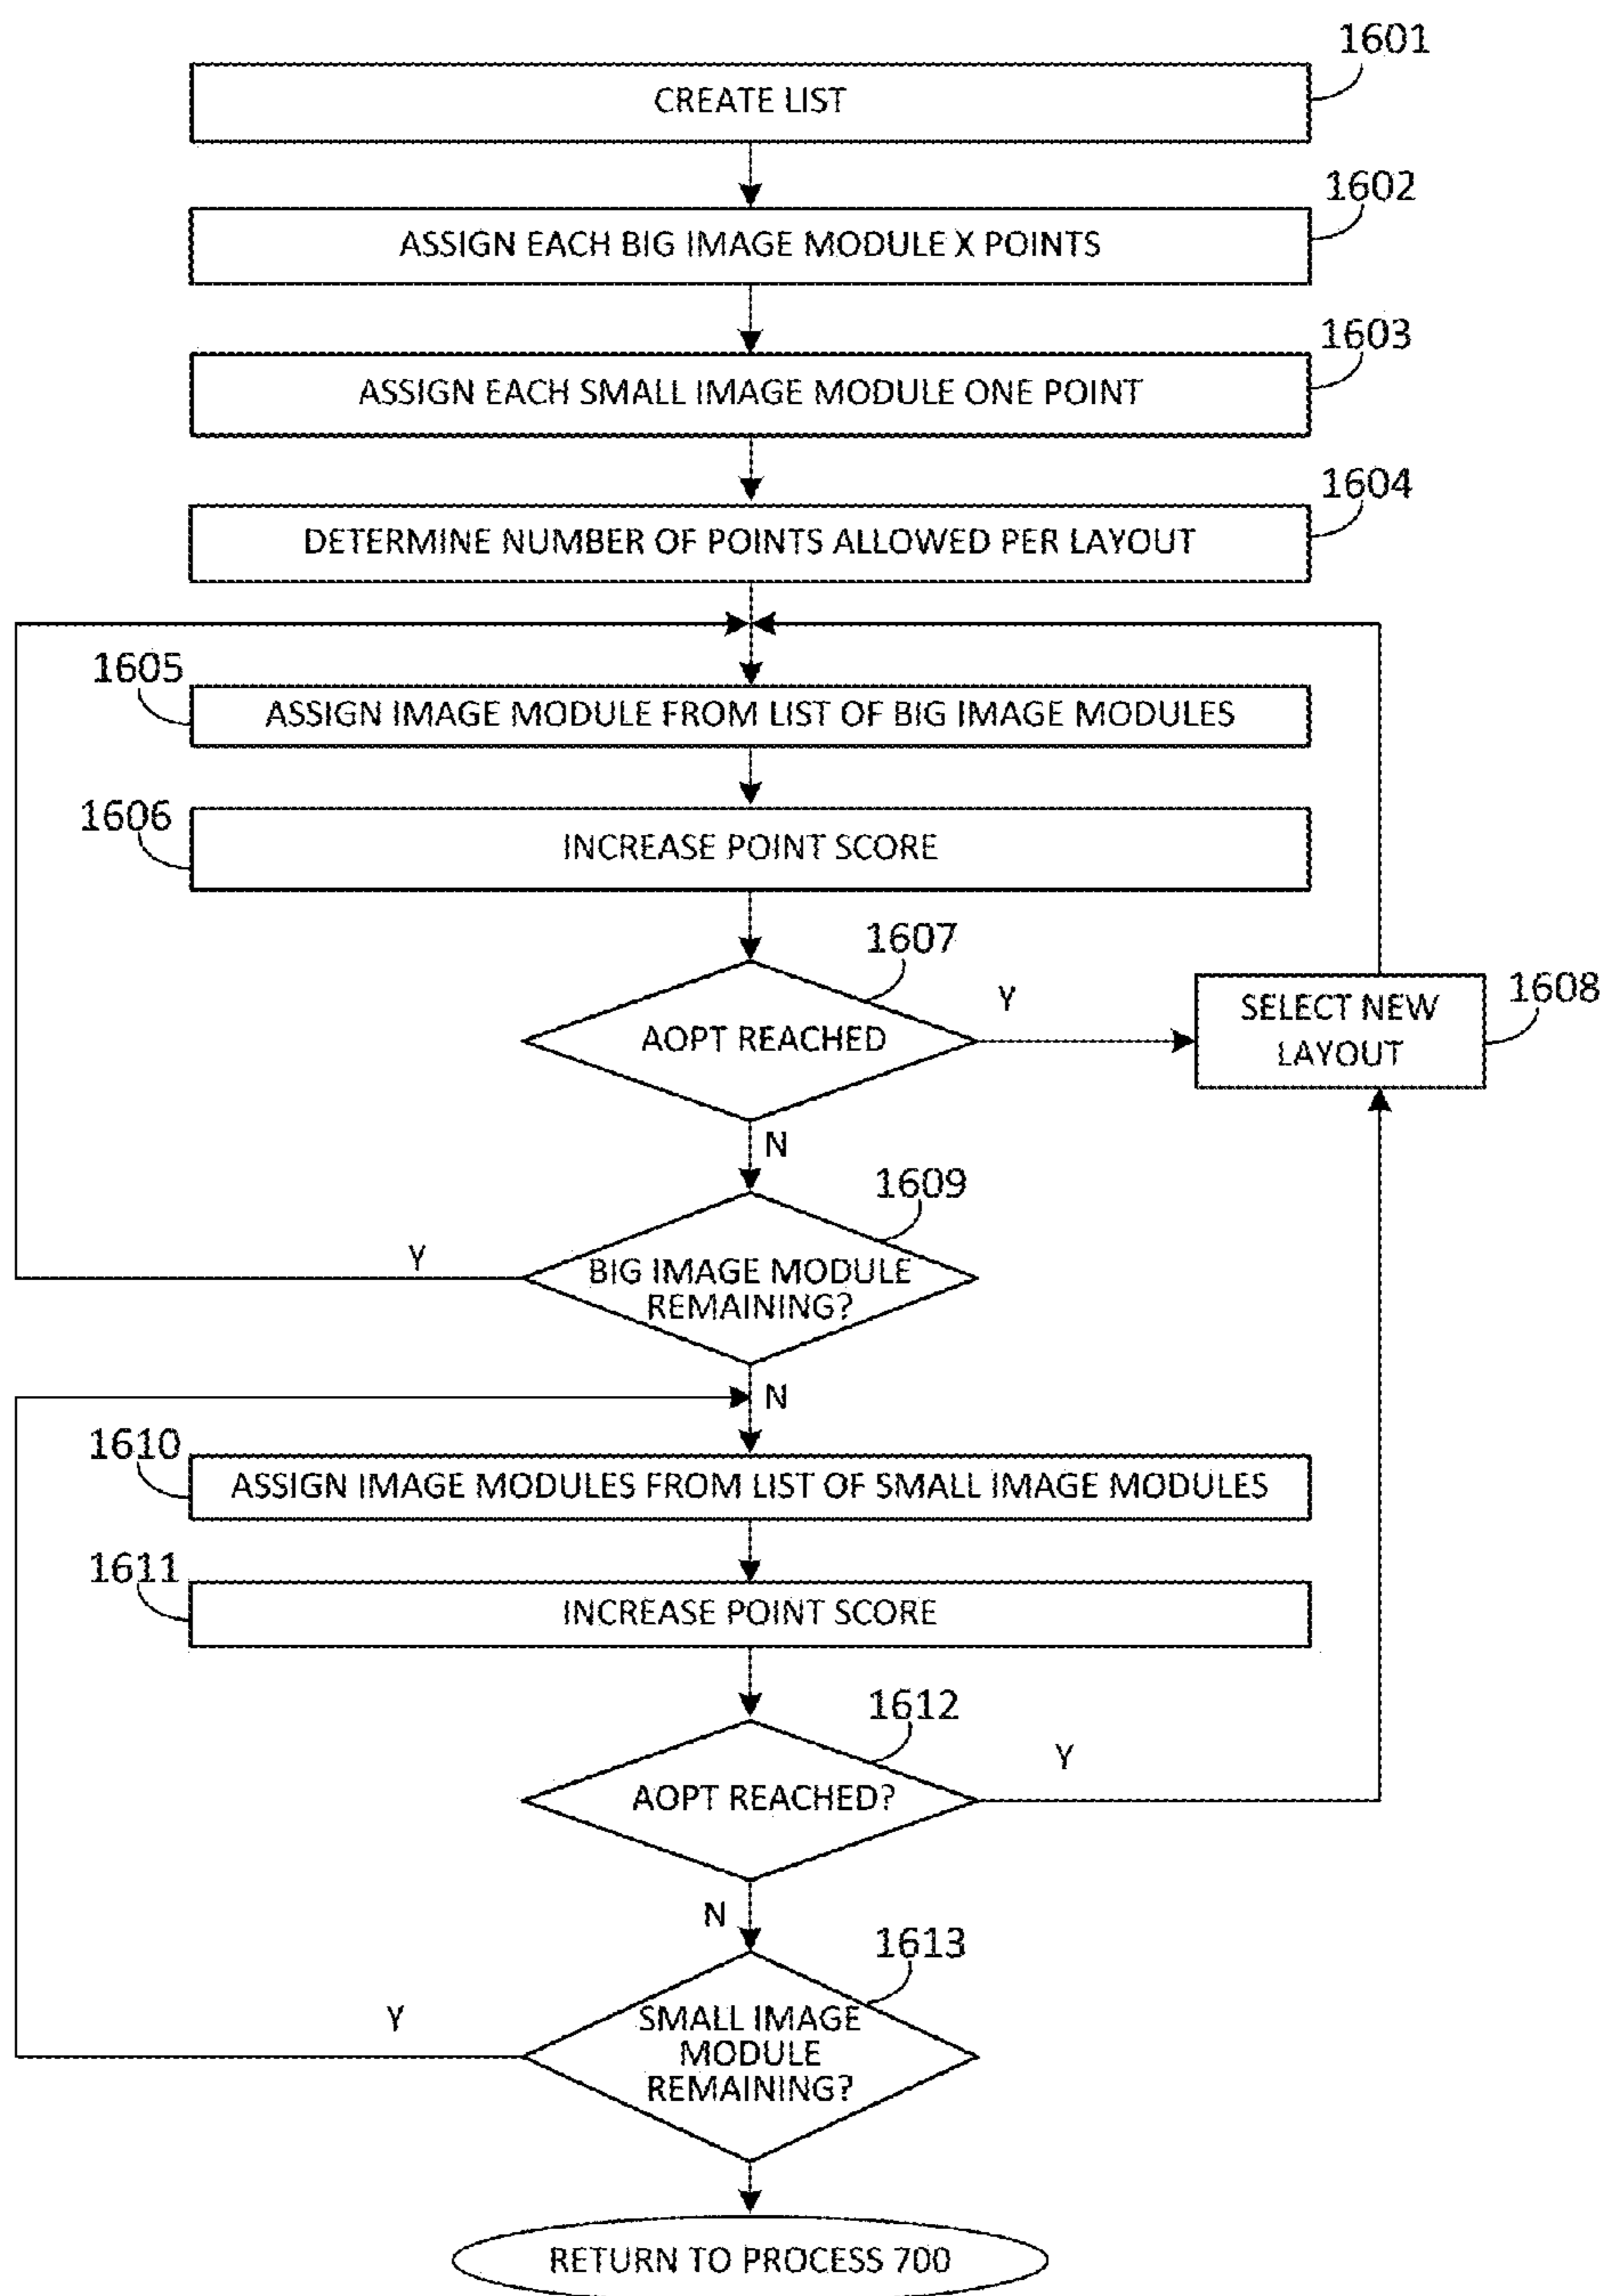 1601
CREATE LIST
1602
ASSIGN EACH BIG IMAGE MODULE X POINTS
1603
ASSIGN EACH SMALL IMAGE MODULE ONE POINT
1604
DETERMINE NUMBER OF POINTS ALLOWED PER LAYOUT
1605
ASSIGN IMAGE MODULE FROM LIST OF BIG IMAGE MODULES
1606
INCREASE POINT SCORE
1607
AOPT REACHED
Y
SELECT NEW
LAYOUT
1608
N
1609
BIG IMAGE MODULE
REMAINING?
Y
N
1610
ASSIGN IMAGE MODULES FROM LIST OF SMALL IMAGE MODULES
1611
INCREASE POINT SCORE
1612
AOPT REACHED?
Y
N
1613
SMALL IMAGE
MODULE
REMAINING?
Y
RETURN TO PROCESS 700